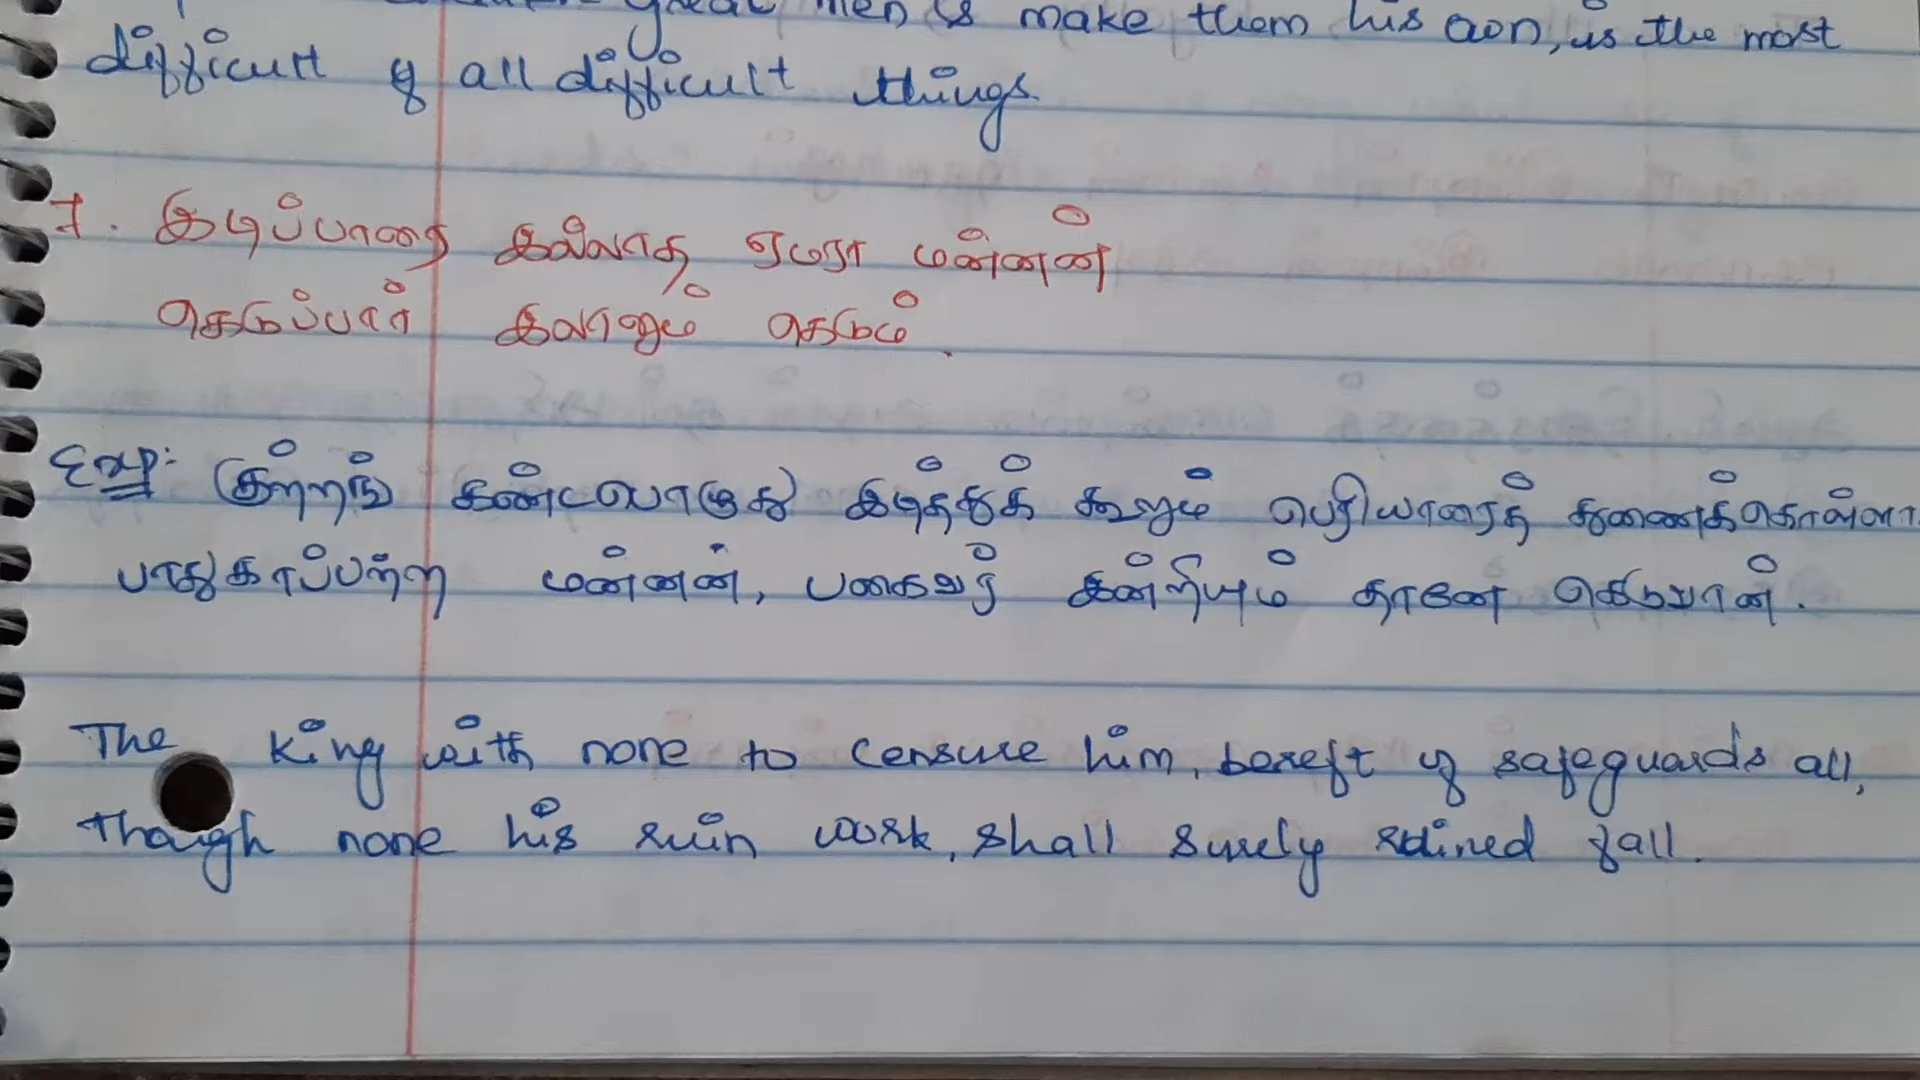 great men is make them his own, is the most
difficult of all difficult things.
7. இடிப்பாரை இல்லாத ஏமரா மன்னன்
கெடுப்பார் இலானும் கெடும்.
Exp: குற்றங் கண்டபொழுது இடித்துக் கூறும் பெரியாரைத் துணைக்கொள்ளா
பாதுகாப்பற்ற மன்னன், பகைவர் இன்றியும் தானே கெடுவான்.
The King with none to censure him, bereft of safeguards all,
Though none his ruin work, shall surely ruined fall.